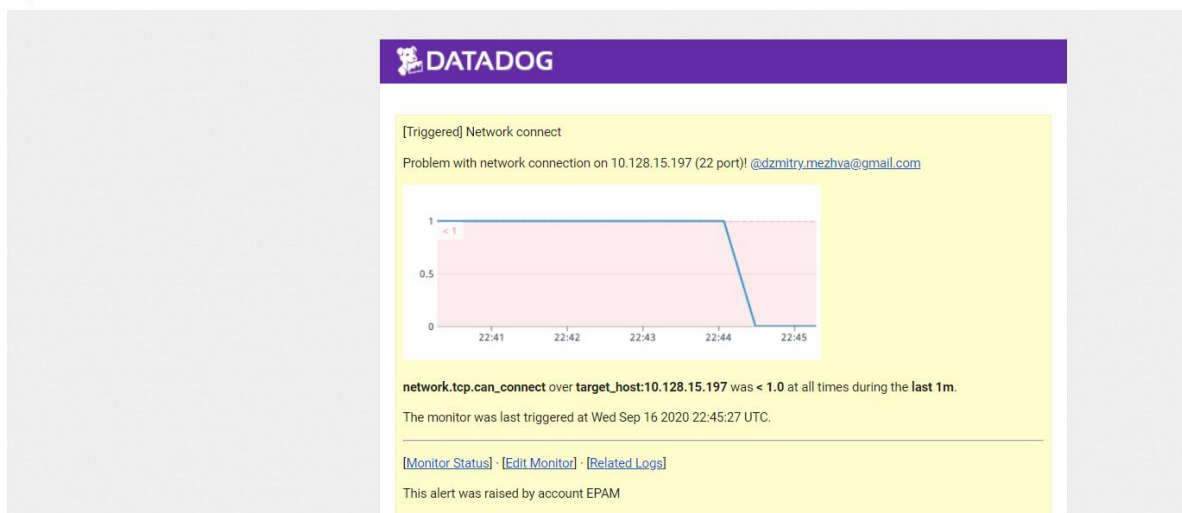 DATADOG
[Triggered] Network connect
Problem with network connection on 10.128.15.197 (22 port)! @dzmitry.mezhva@gmail.com
1
< 1
0.5
0
22:41 22:42 22:43 22:44 22:45
network.tcp.can_connect over target_host:10.128.15.197 was < 1.0 at all times during the last 1m.
The monitor was last triggered at Wed Sep 16 2020 22:45:27 UTC.
[Monitor Status] · [Edit Monitor] · [Related Logs]
This alert was raised by account EPAM